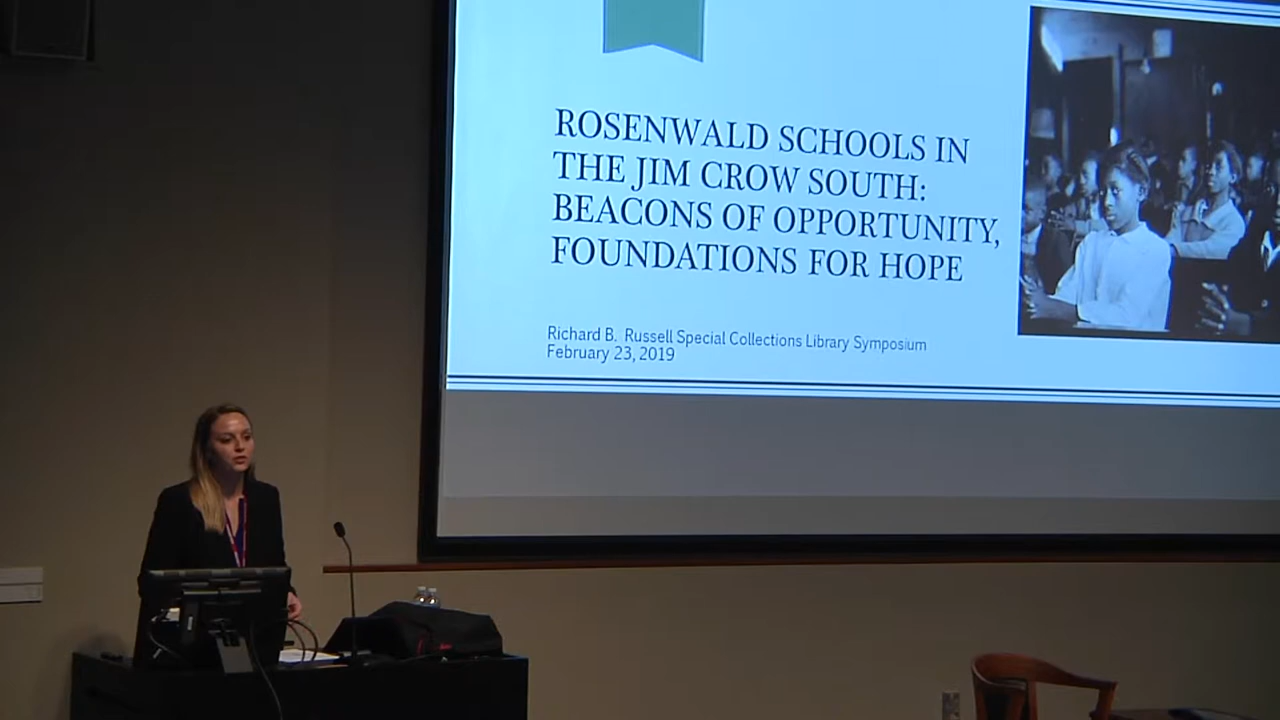 ROSENWALD SCHOOLS IN
THE JIM CROW SOUTH:
BEACONS OF OPPORTUNITY,
FOUNDATIONS FOR HOPE
Richard B. Russell Special Collections Library Symposium
February 23, 2019